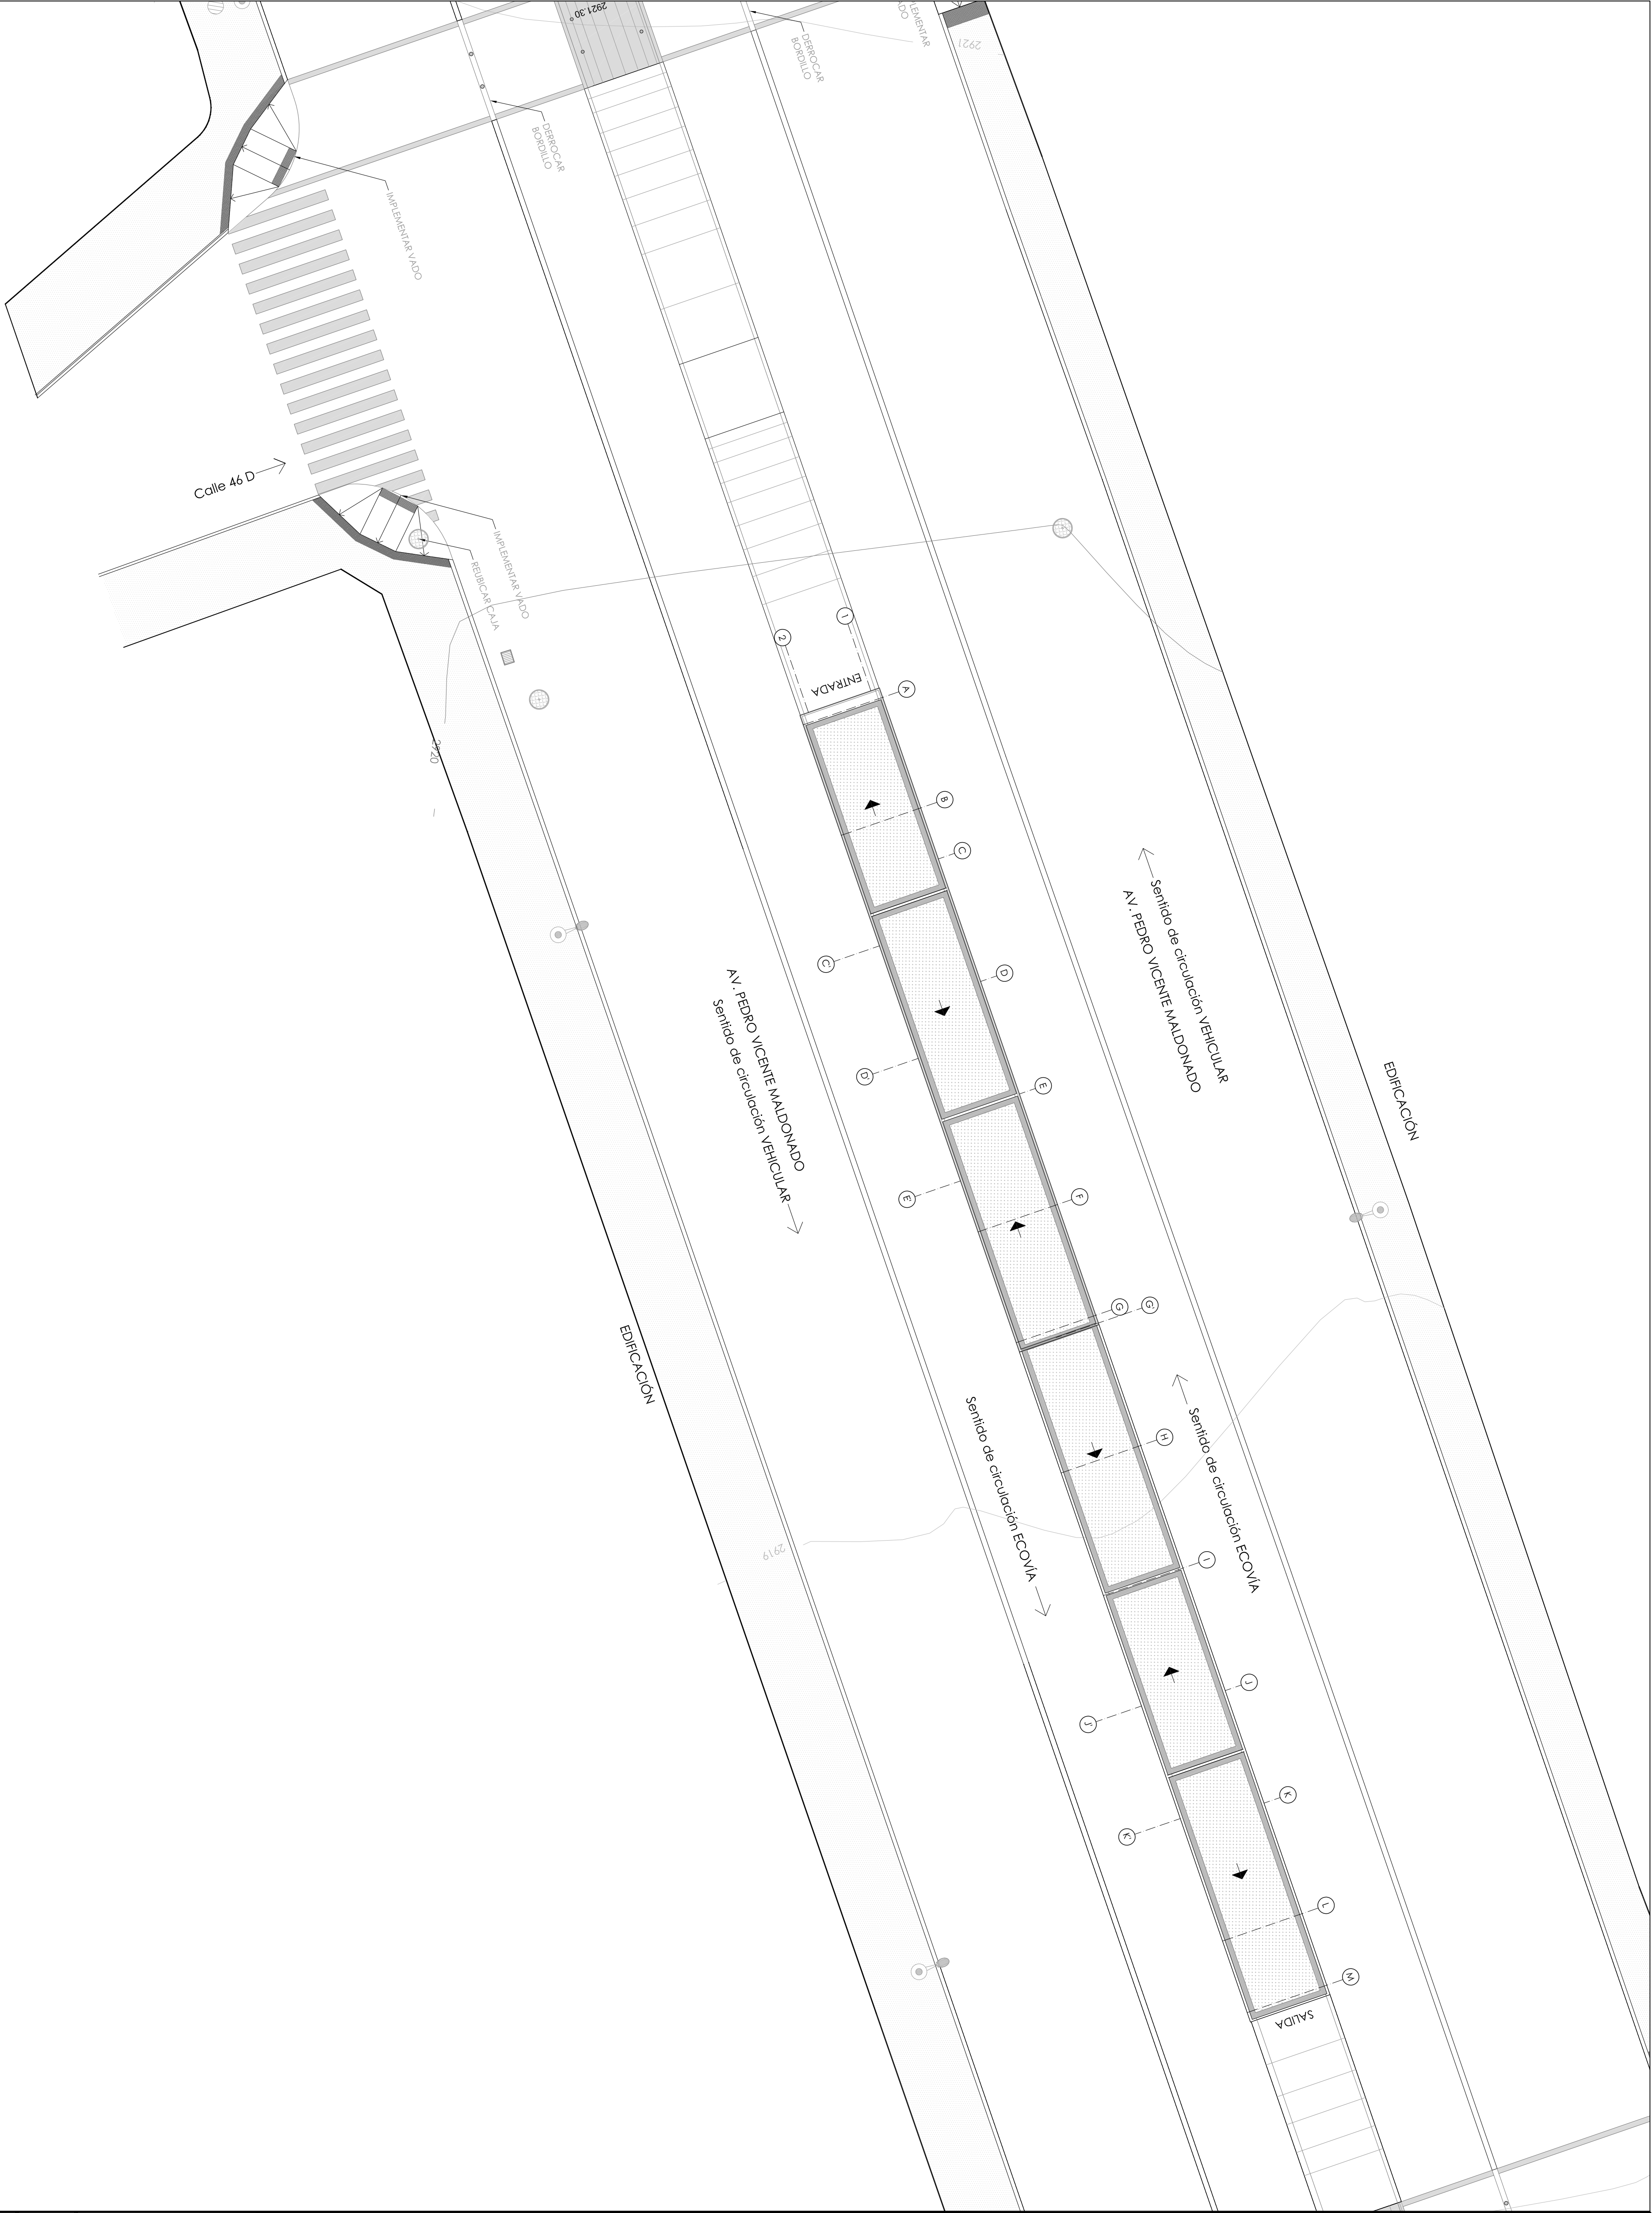 2921.30
DERROCAR
BORDILLO
PLEMENTAR
ADO
2921
DERROCAR
BORDILLO
IMPLEMENTAR VADO
Calle 46 D
IMPLEMENTAR VADO
REUBICAR CAJA
2920
1
2
ENTRADA
A
B
C
C'
D
D'
E
E'
F
G
G'
H
I
J
J'
K
K'
L
M
SALIDA
Sentido de circulación VEHICULAR
AV. PEDRO VICENTE MALDONADO
AV. PEDRO VICENTE MALDONADO
Sentido de circulación VEHICULAR
EDIFICACIÓN
EDIFICACIÓN
Sentido de circulación ECOVÍA
Sentido de circulación ECOVÍA
2919